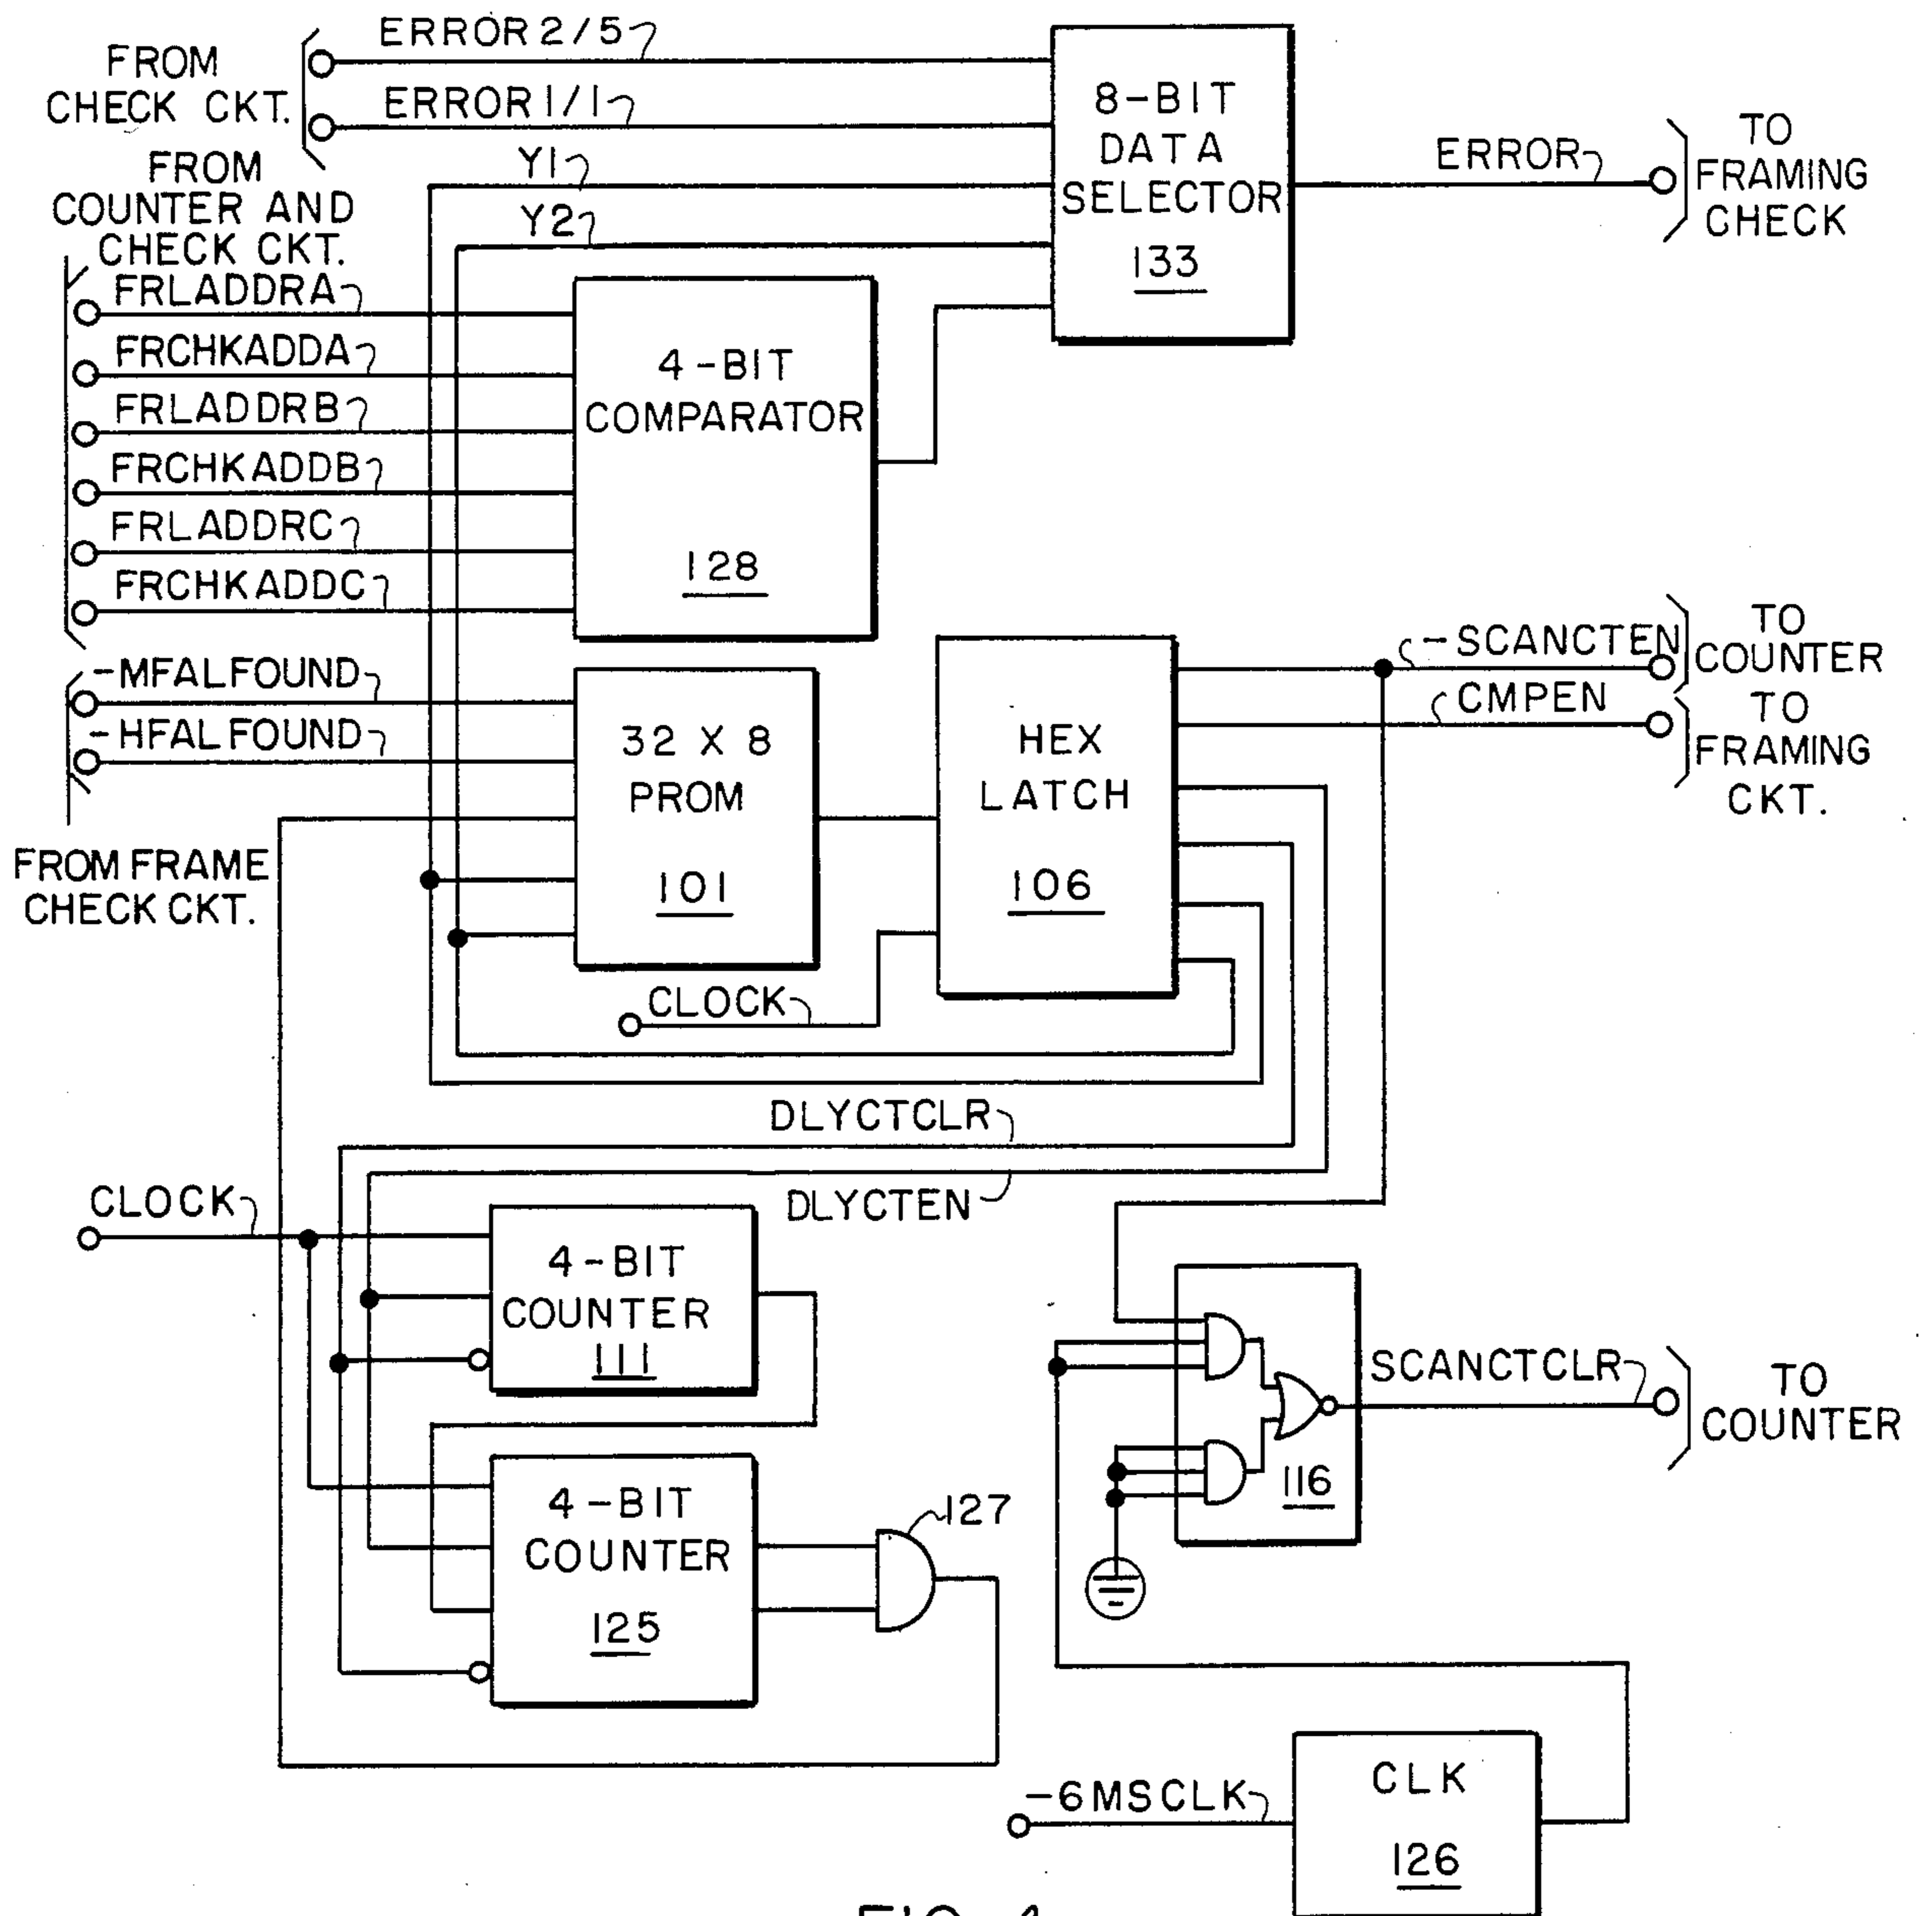 ERROR 2/5
FROM
CHECK CKT.
ERROR 1/1
8-BIT
DATA
SELECTOR
133
ERROR
TO
FRAMING
CHECK
Y1
Y2
FROM
COUNTER AND
CHECK CKT.
FRLADDRA
FRCHKADDA
FRLADDRB
FRCHKADDB
FRLADDRC
FRCHKADDC
4-BIT
COMPARATOR
128
-MFALFOUND
-HFALFOUND
FROM FRAME
CHECK CKT.
32 X 8
PROM
101
HEX
LATCH
106
-SCANCTEN
TO
COUNTER
CMPEN
TO
FRAMING
CKT.
CLOCK
DLYCTCLR
DLYCTEN
CLOCK
4-BIT
COUNTER
111
4-BIT
COUNTER
125
127
116
SCANCTCLR
TO
COUNTER
-6MSCLK
CLK
126